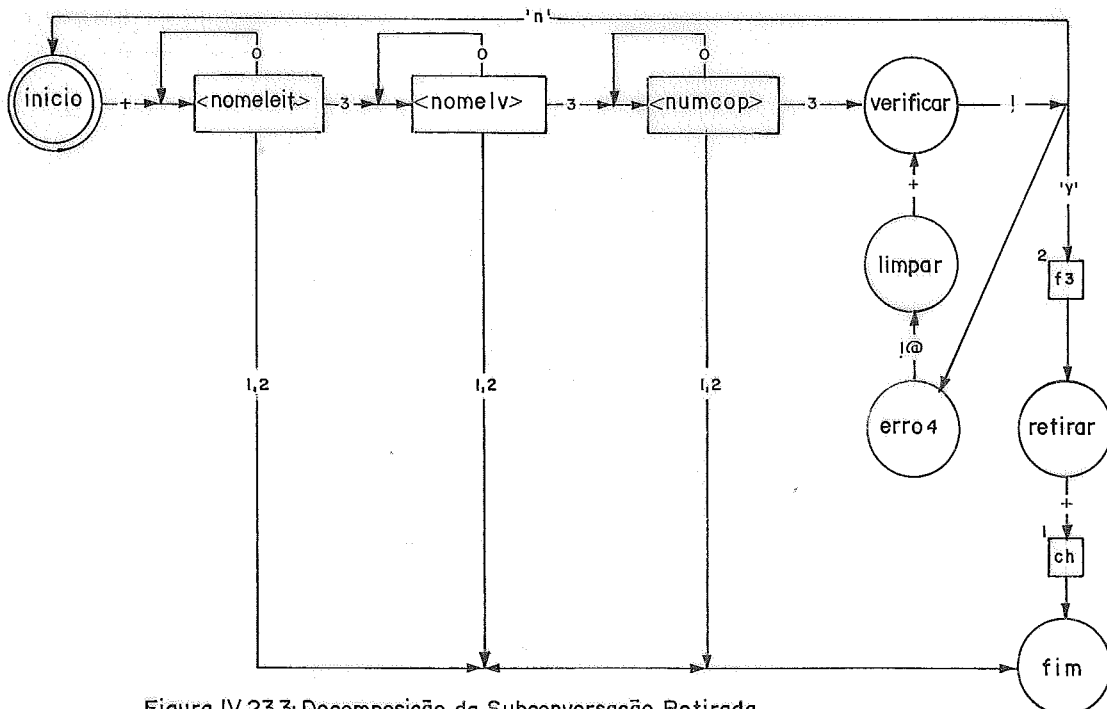 'n'
0
0
0
inicio
+
<nomeleit>
3
<nomelv>
3
<numcop>
3
verificar
!
+
'y'
limpar
2
f3
!@
1,2
1,2
1,2
erro4
retirar
+
1
ch
fim
Figura IV.23.3: Decomposição da Subconversação Retirada